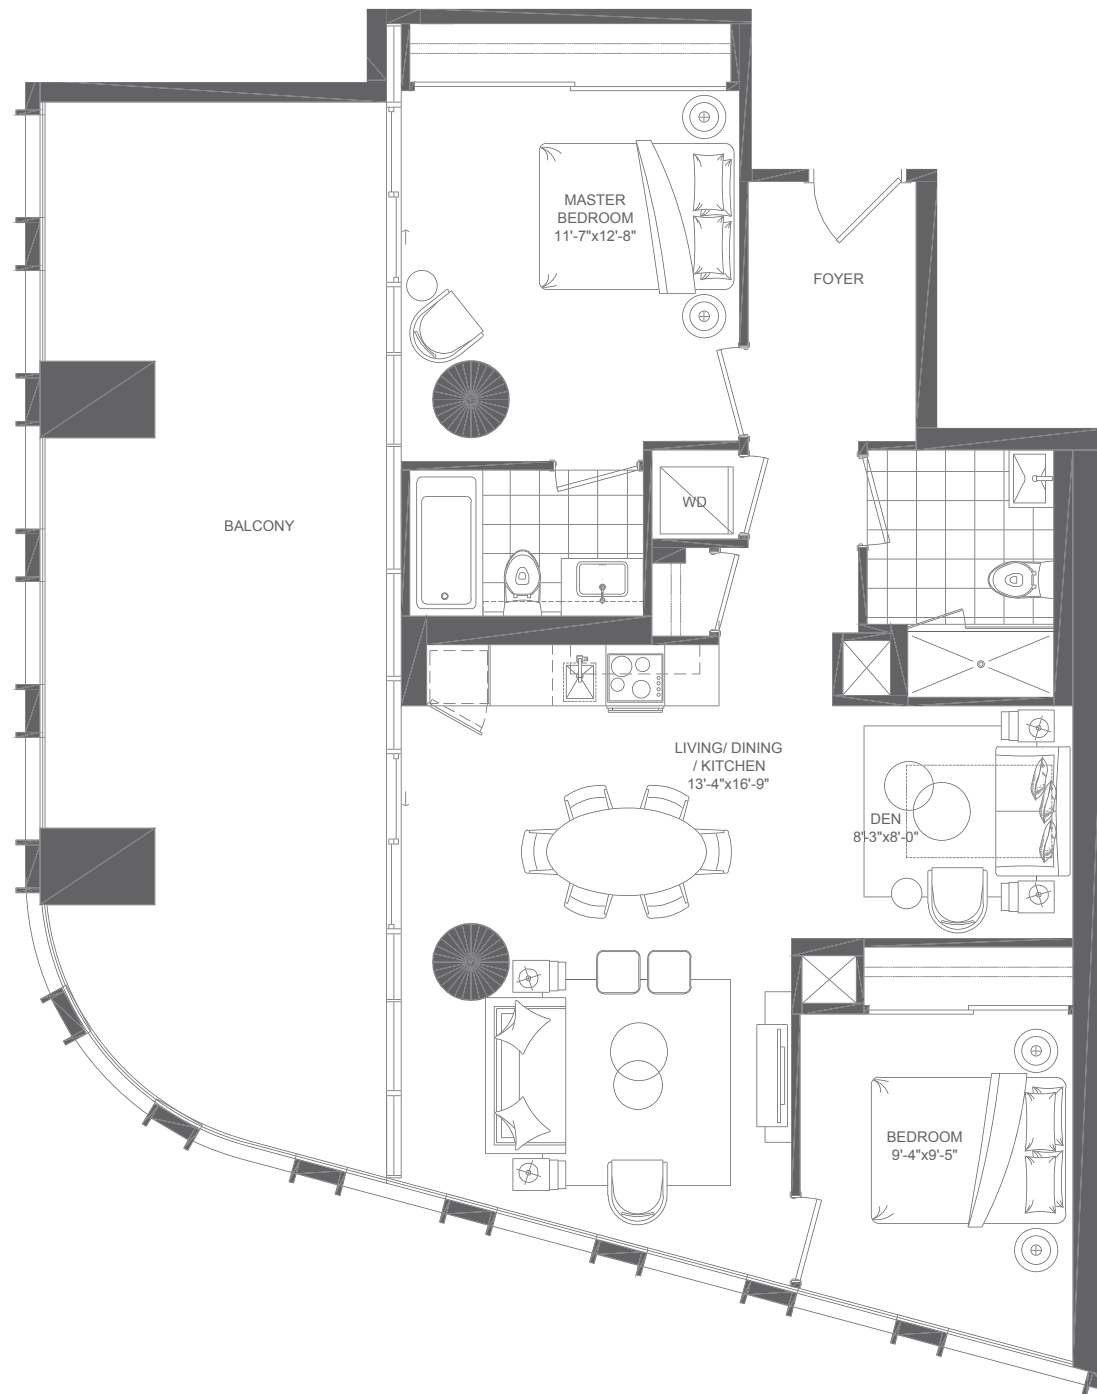 MASTER
BEDROOM
11'-7"x12'-8"
FOYER
WD
BALCONY
LIVING/ DINING
/ KITCHEN
13'-4"x16'-9"
DEN
8'-3"x8'-0"
BEDROOM
9'-4"x9'-5"